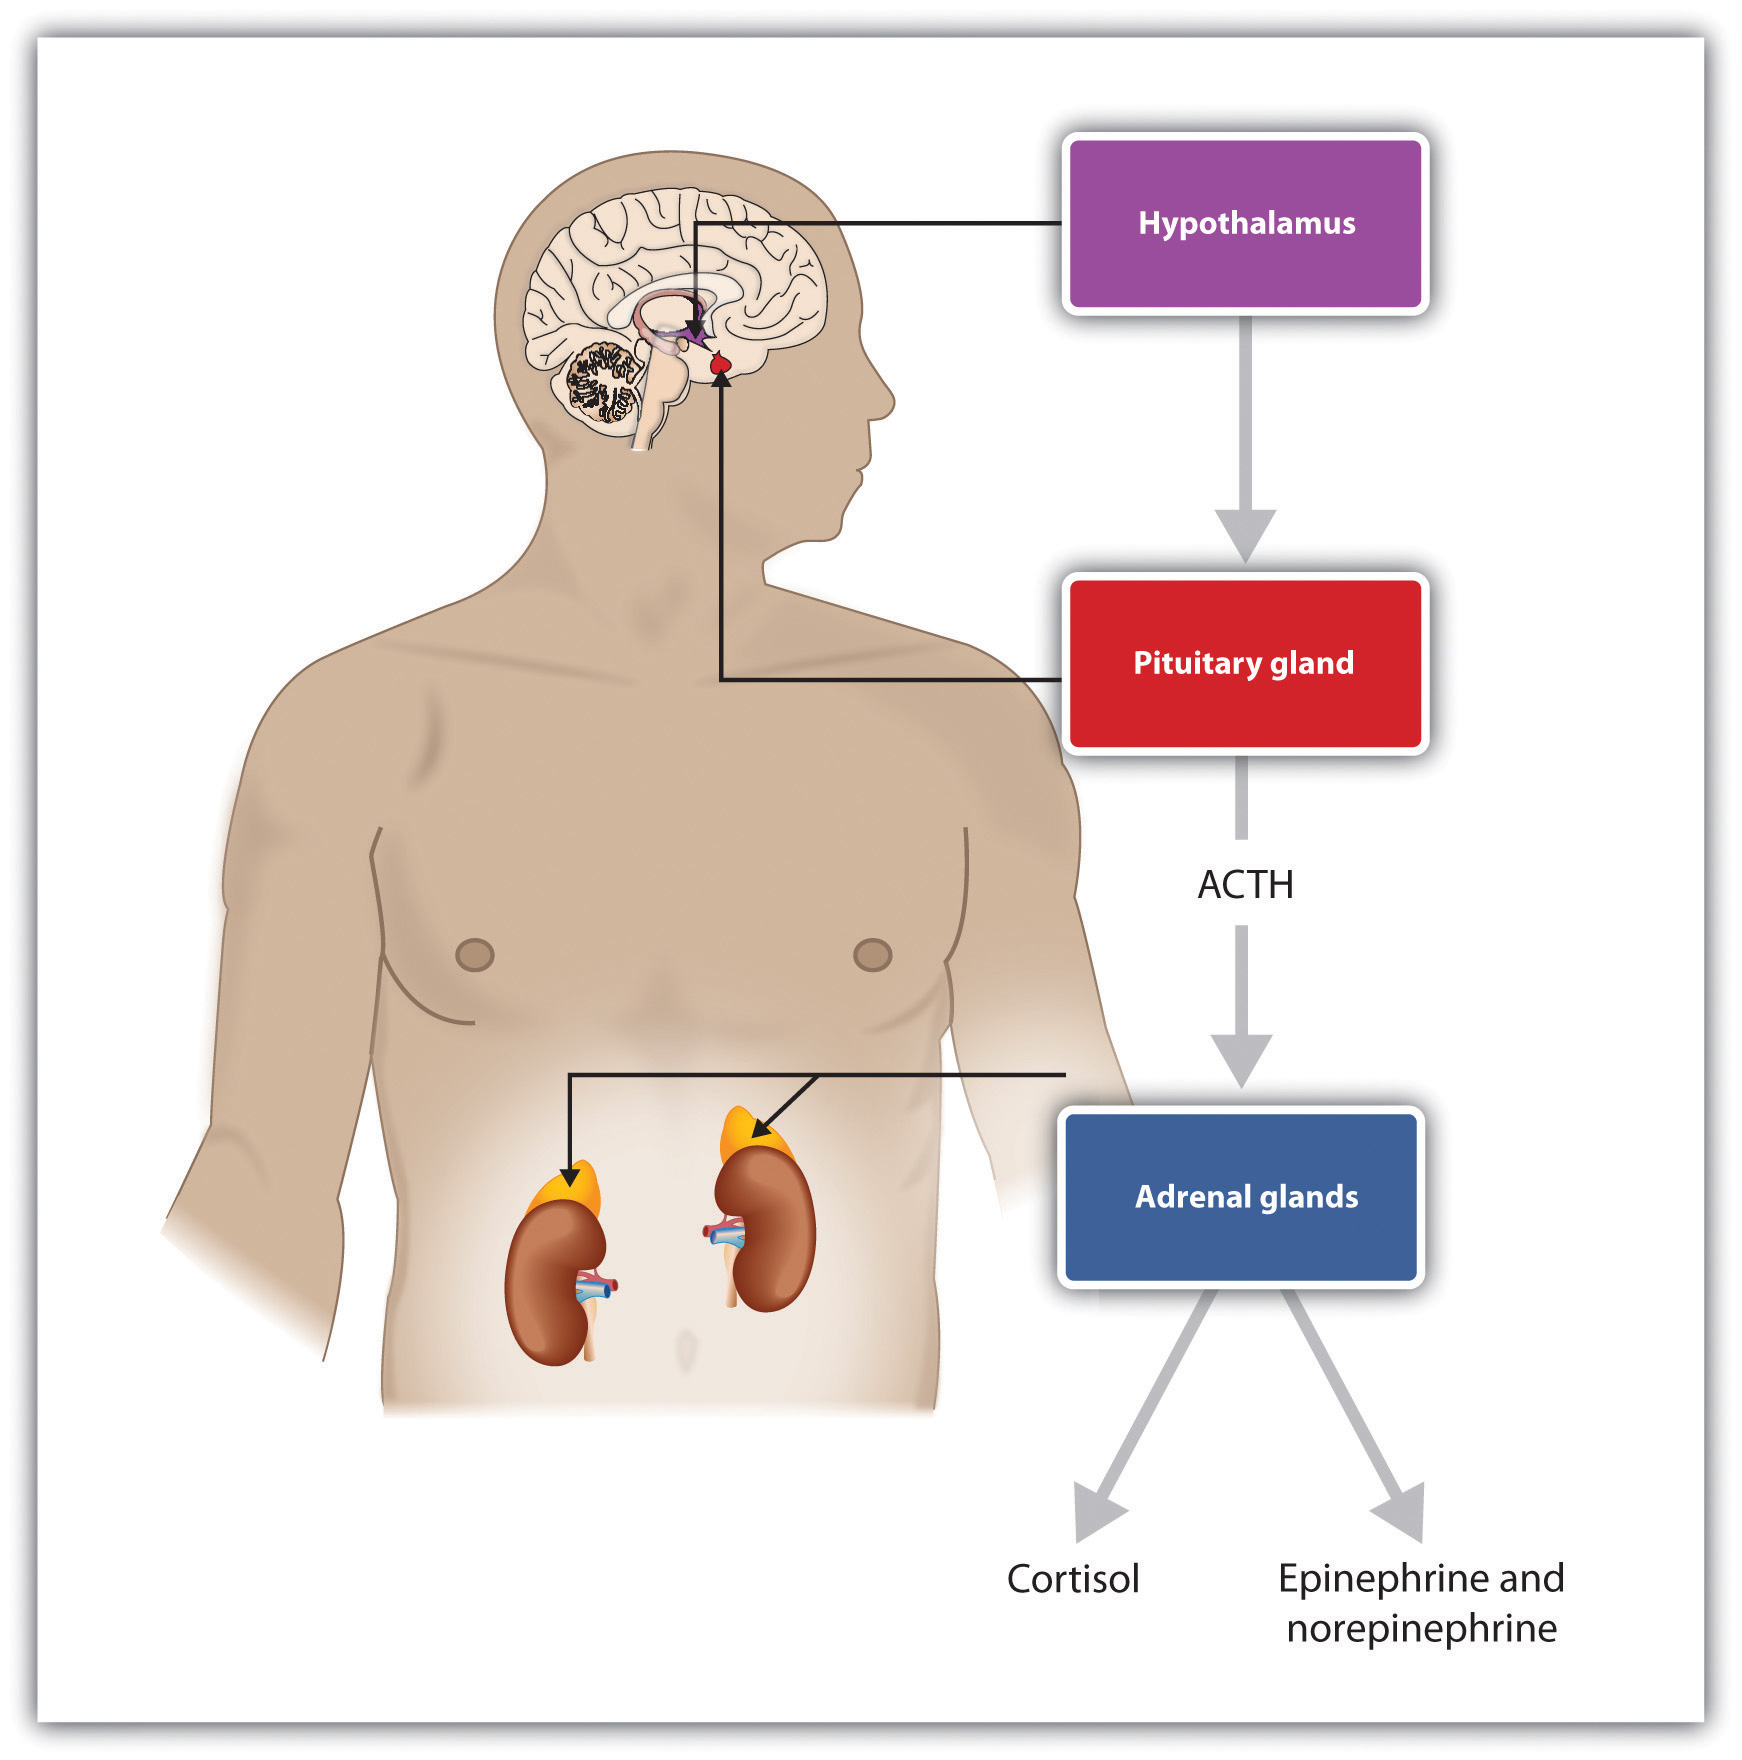 Hypothalamus
Pituitary gland
ACTH
Adrenal glands
Cortisol
Epinephrine and
norepinephrine